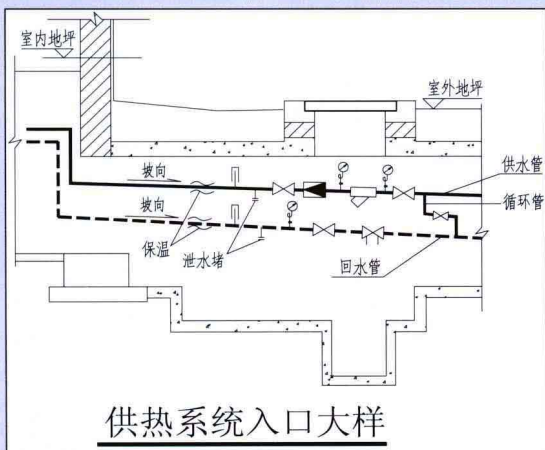 室内地坪
室外地坪
坡向
供水管
循环管
坡向
保温
泄水堵
回水管
供热系统入口大样